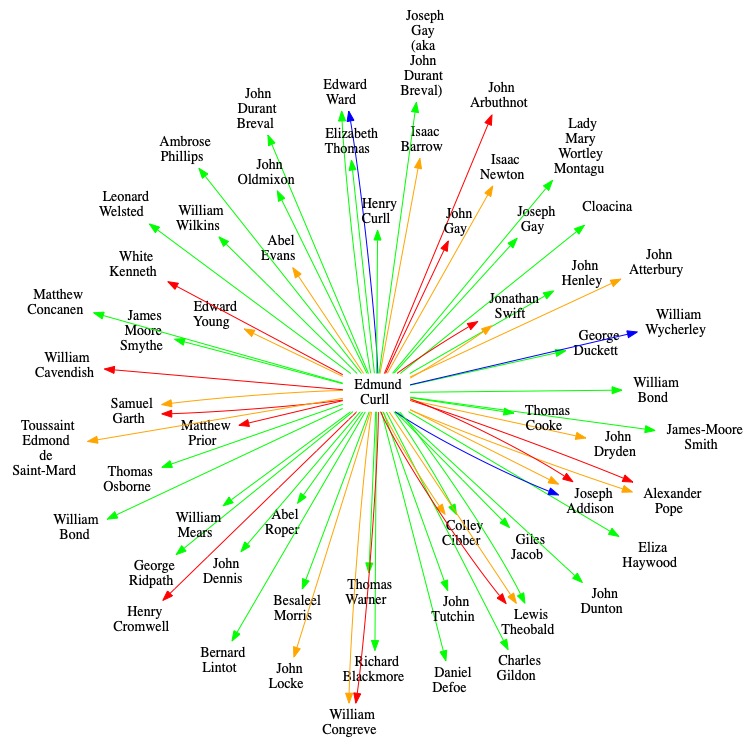 Joseph
Gay
(aka
John
Durant
Breval)
Edward
Ward
John
Arbuthnot
John
Durant
Breval
Elizabeth
Thomas
Isaac
Barrow
Lady
Mary
Wortley
Montagu
Ambrose
Phillips
John
Oldmixon
Isaac
Newton
Leonard
Welsted
William
Wilkins
Henry
Curll
John
Gay
Joseph
Gay
Cloacina
Abel
Evans
White
Kenneth
John
Henley
John
Atterbury
Matthew
Concanen
James
Moore
Smythe
Edward
Young
Jonathan
Swift
George
Duckett
William
Wycherley
William
Cavendish
Edmund
Curll
William
Bond
Samuel
Garth
Matthew
Prior
Thomas
Cooke
John
Dryden
James-Moore
Smith
Toussaint
Edmond
de
Saint-Mard
Thomas
Osborne
Joseph
Addison
Alexander
Pope
William
Bond
William
Mears
Abel
Roper
Colley
Cibber
Giles
Jacob
Eliza
Haywood
George
Ridpath
John
Dennis
Henry
Cromwell
Besaleel
Morris
Thomas
Warner
John
Tutchin
Lewis
Theobald
John
Dunton
Bernard
Lintot
John
Locke
Richard
Blackmore
Daniel
Defoe
Charles
Gildon
William
Congreve